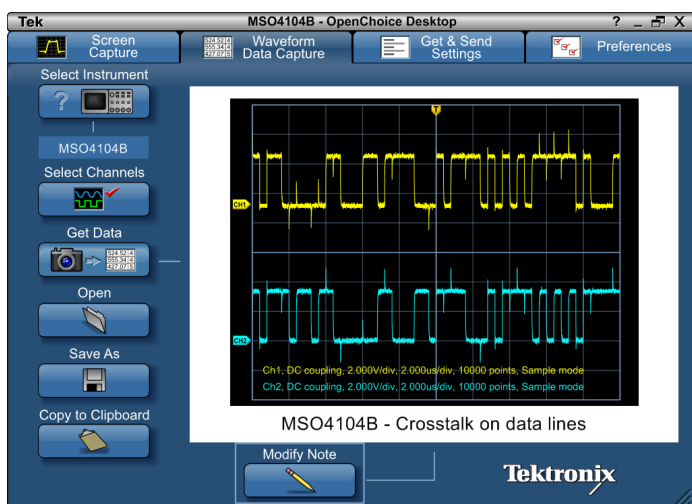 Tek
MSO4104B - OpenChoice Desktop
? _ X
Screen
Capture
Waveform
Data Capture
Get & Send
Settings
Preferences
Select Instrument
?
MSO4104B
Select Channels
Get Data
Open
Save As
Copy to Clipboard
T
CH1
CH2
Ch1, DC coupling, 2.000V/div, 2.000us/div, 10000 points, Sample mode
Ch2, DC coupling, 2.000V/div, 2.000us/div, 10000 points, Sample mode
MSO4104B - Crosstalk on data lines
Modify Note
Tektronix